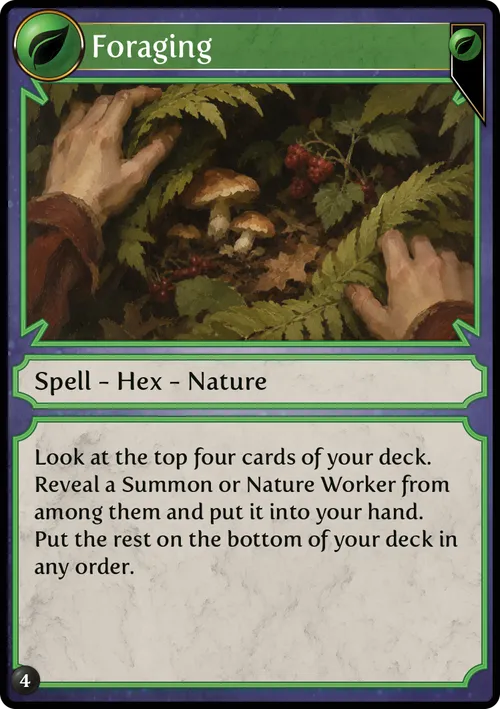 Foraging
Spell - Hex - Nature
Look at the top four cards of your deck.
Reveal a Summon or Nature Worker from
among them and put it into your hand.
Put the rest on the bottom of your deck in
any order.
4